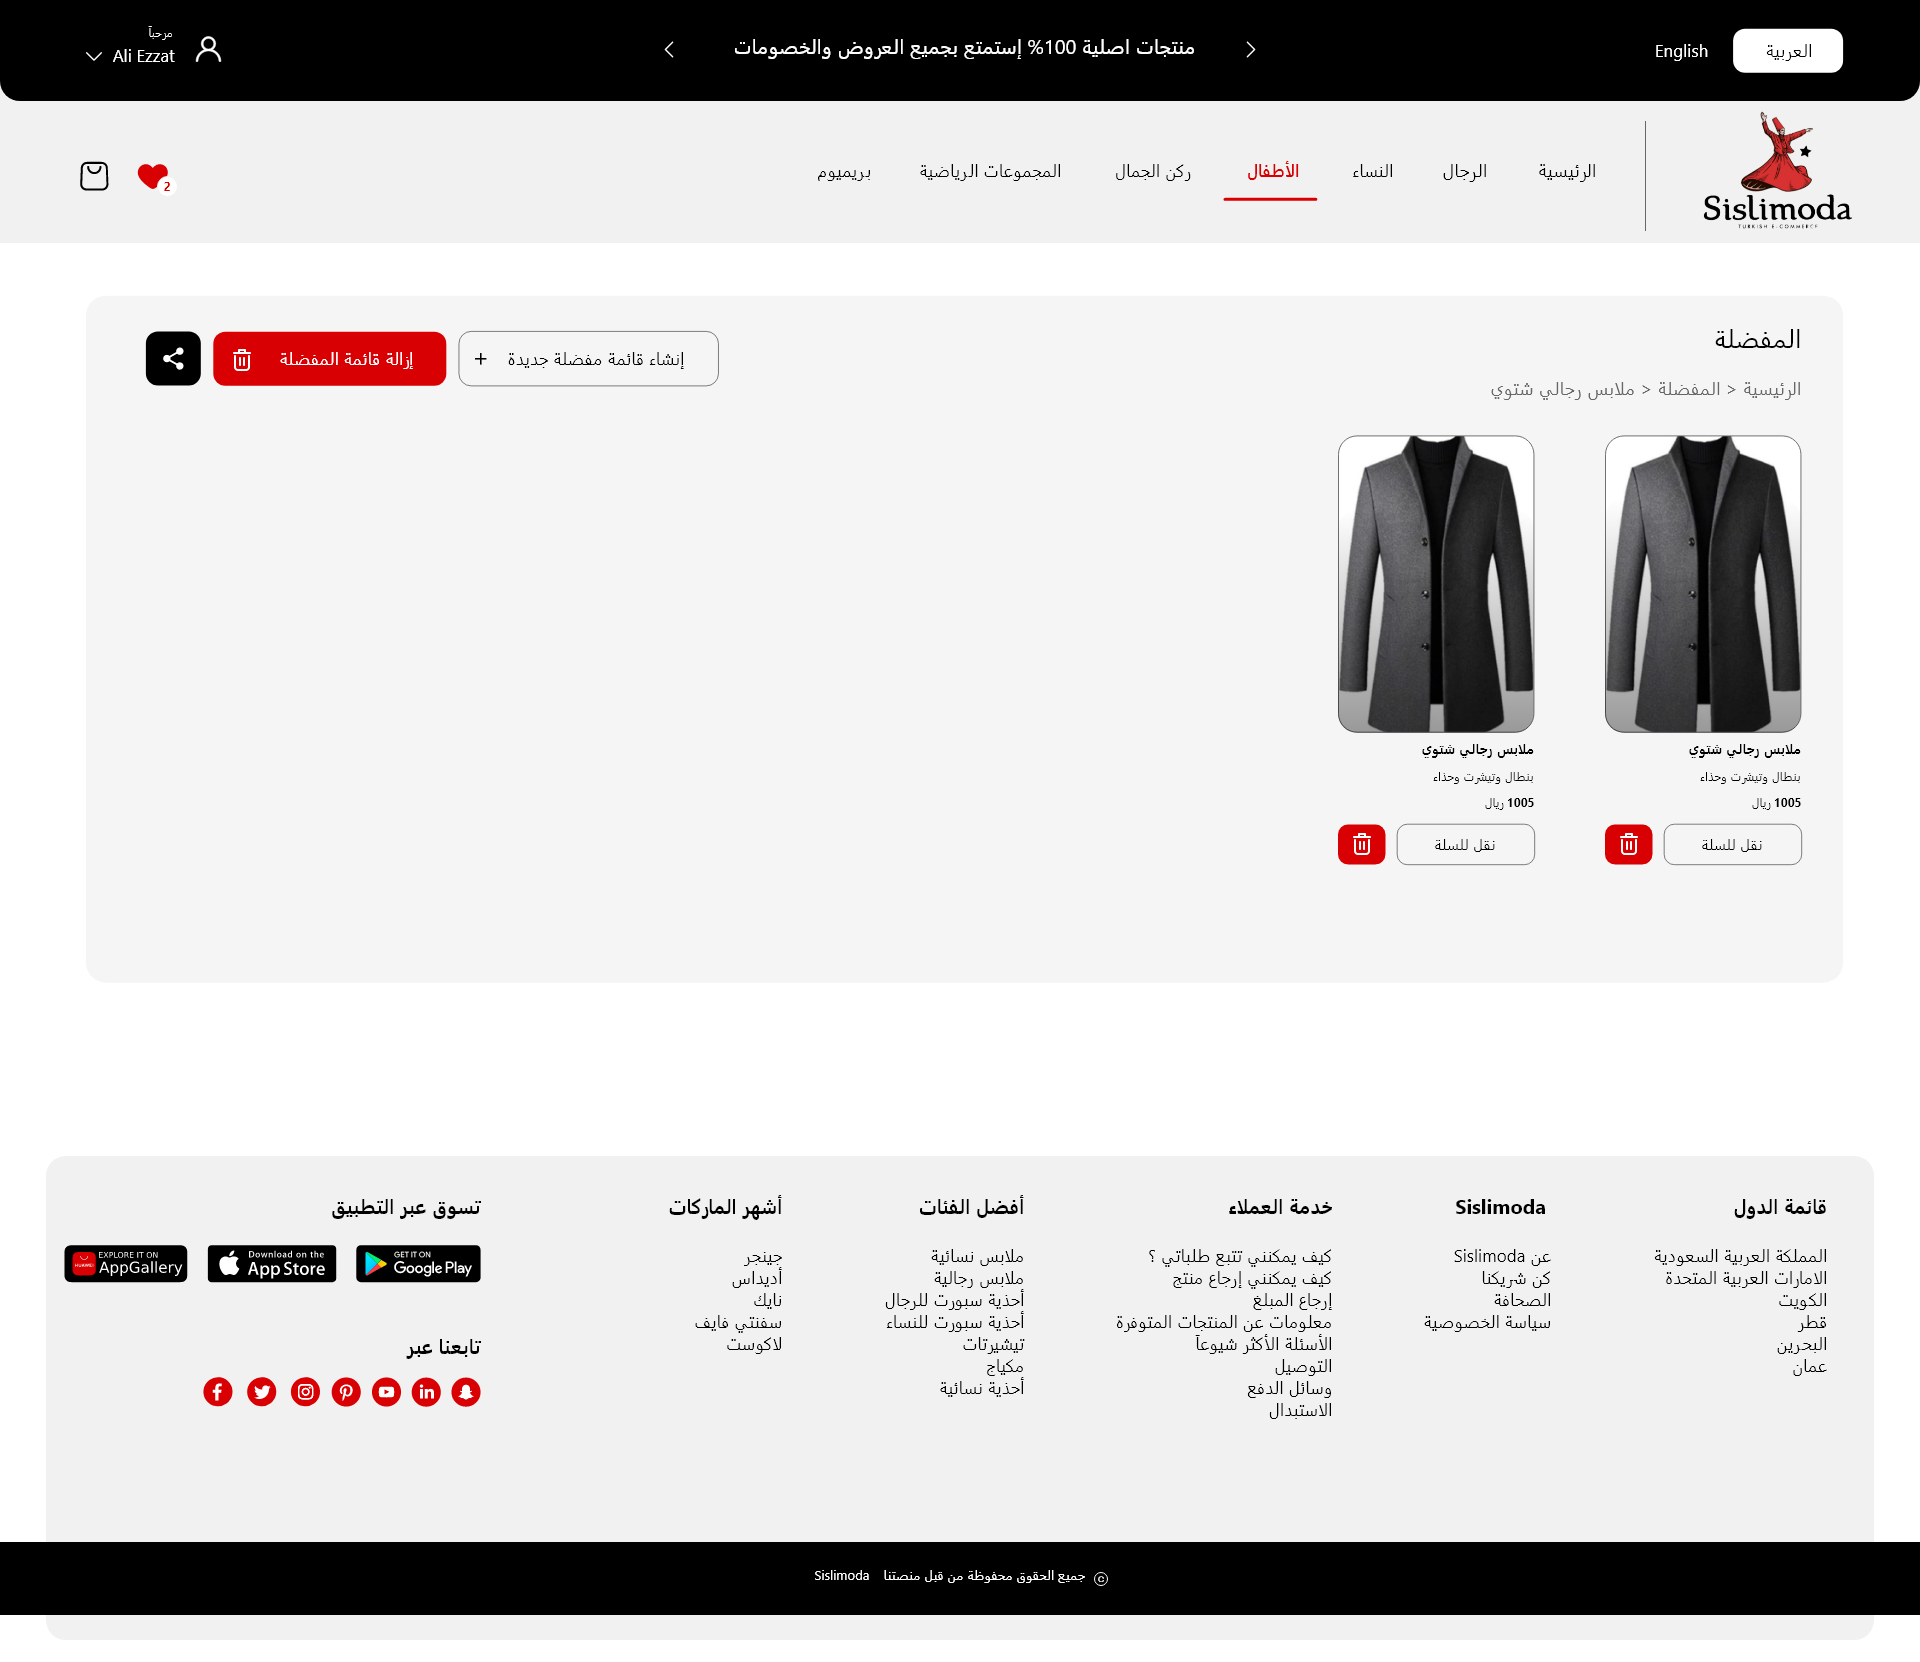 العربية
English
منتجات اصلية 100% إستمتع بجميع العروض والخصومات
مرحباً
Ali Ezzat
Sislimoda
TURKISH E-COMMERCE
الرئيسية
الرجال
النساء
الأطفال
ركن الجمال
المجموعات الرياضية
بريميوم
2
المفضلة
إنشاء قائمة مفضلة جديدة +
إزالة قائمة المفضلة
الرئيسية > المفضلة > ملابس رجالي شتوي
ملابس رجالي شتوي
بنطال وتيشرت وحذاء
1005 ريال
نقل للسلة
ملابس رجالي شتوي
بنطال وتيشرت وحذاء
1005 ريال
نقل للسلة
قائمة الدول
المملكة العربية السعودية
الامارات العربية المتحدة
الكويت
قطر
البحرين
عمان
Sislimoda
عن Sislimoda
كن شريكنا
الصحافة
سياسة الخصوصية
خدمة العملاء
كيف يمكنني تتبع طلباتي ؟
كيف يمكنني إرجاع منتج
إرجاع المبلغ
معلومات عن المنتجات المتوفرة
الأسئلة الأكثر شيوعاً
التوصيل
وسائل الدفع
الاستبدال
أفضل الفئات
ملابس نسائية
ملابس رجالية
أحذية سبورت للرجال
أحذية سبورت للنساء
تيشيرتات
مكياج
أحذية نسائية
أشهر الماركات
جينجر
أديداس
نايك
سفنتي فايف
لاكوست
تسوق عبر التطبيق
GET IT ON
Google Play
Download on the
App Store
EXPLORE IT ON
AppGallery
HUAWEI
تابعنا عبر
© جميع الحقوق محفوظة من قبل منصتنا Sislimoda